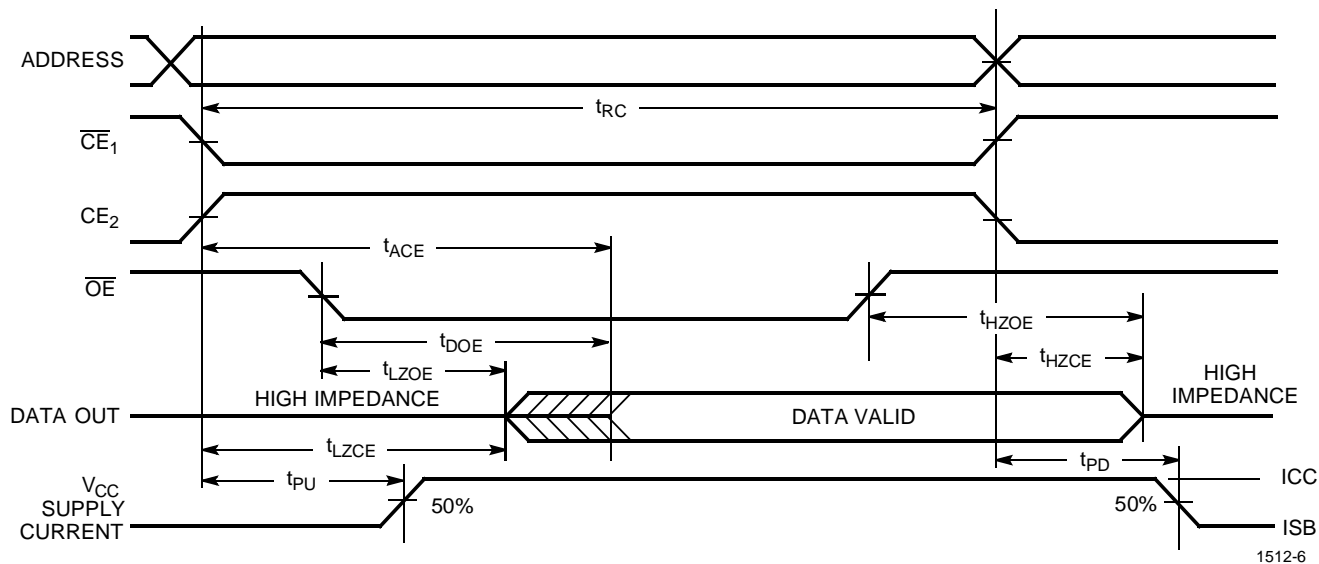 ADDRESS
tRC
CE1
CE2
tACE
OE
tHZOE
tDOE
tHZCE
tLZOE
HIGH IMPEDANCE
HIGH
IMPEDANCE
DATA OUT
DATA VALID
tLZCE
tPD
tPU
VCC
SUPPLY
CURRENT
50%
50%
ICC
ISB
1512-6